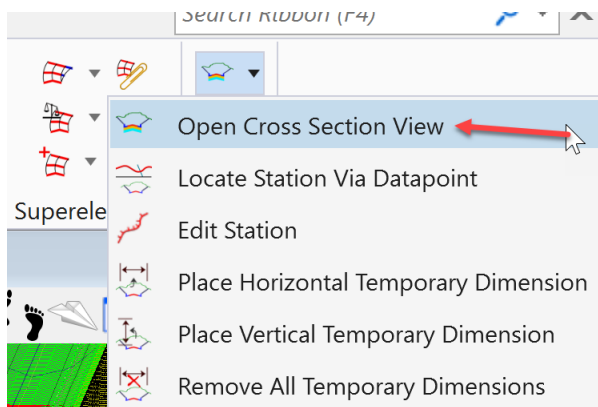 Search Ribbon (F4)
Open Cross Section View
Locate Station Via Datapoint
Superele
Edit Station
Place Horizontal Temporary Dimension
Place Vertical Temporary Dimension
Remove All Temporary Dimensions